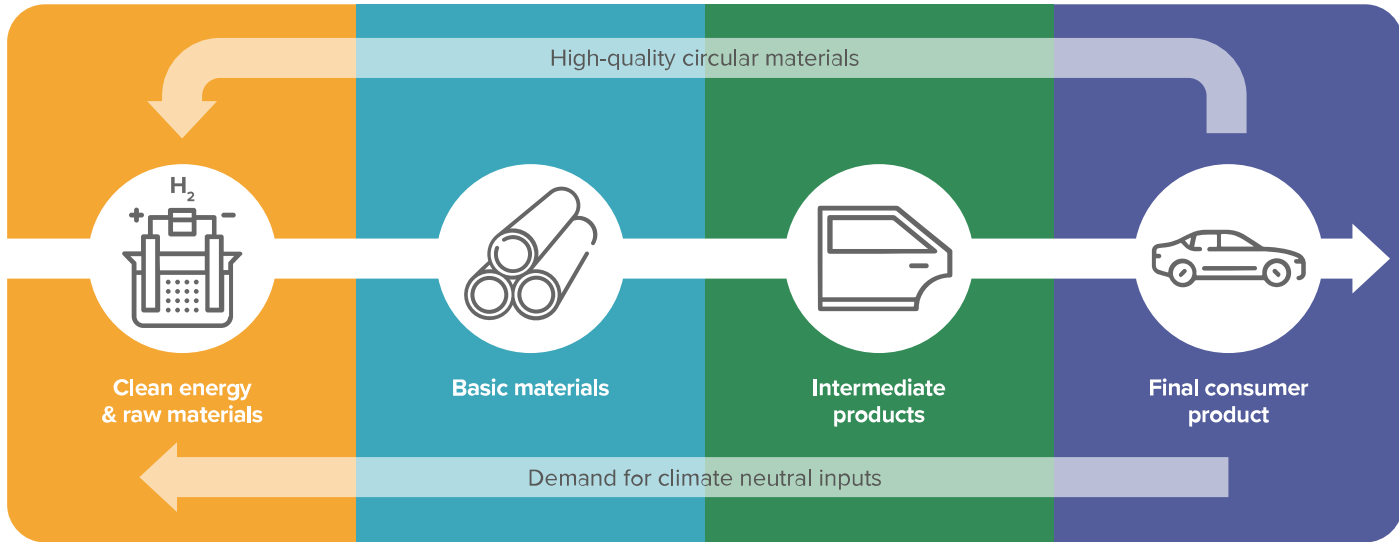 High-quality circular materials
H₂
+ −
Clean energy
& raw materials
Basic materials
Intermediate
products
Final consumer
product
Demand for climate neutral inputs